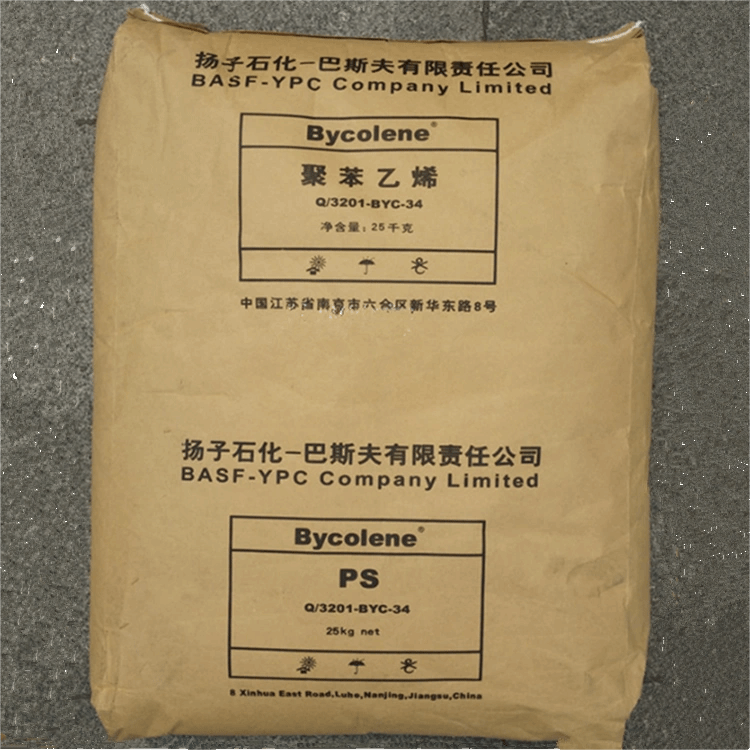 扬子石化-巴斯夫有限责任公司
BASF-YPC Company Limited
Bycolene®
聚苯乙烯
Q/3201-BYC-34
净含量：25千克
中国江苏省南京市六合区新华东路8号
扬子石化-巴斯夫有限责任公司
BASF-YPC Company Limited
Bycolene®
PS
Q/3201-BYC-34
25kg net
8 Xinhua East Road,Luhe,Nanjing,Jiangsu,China